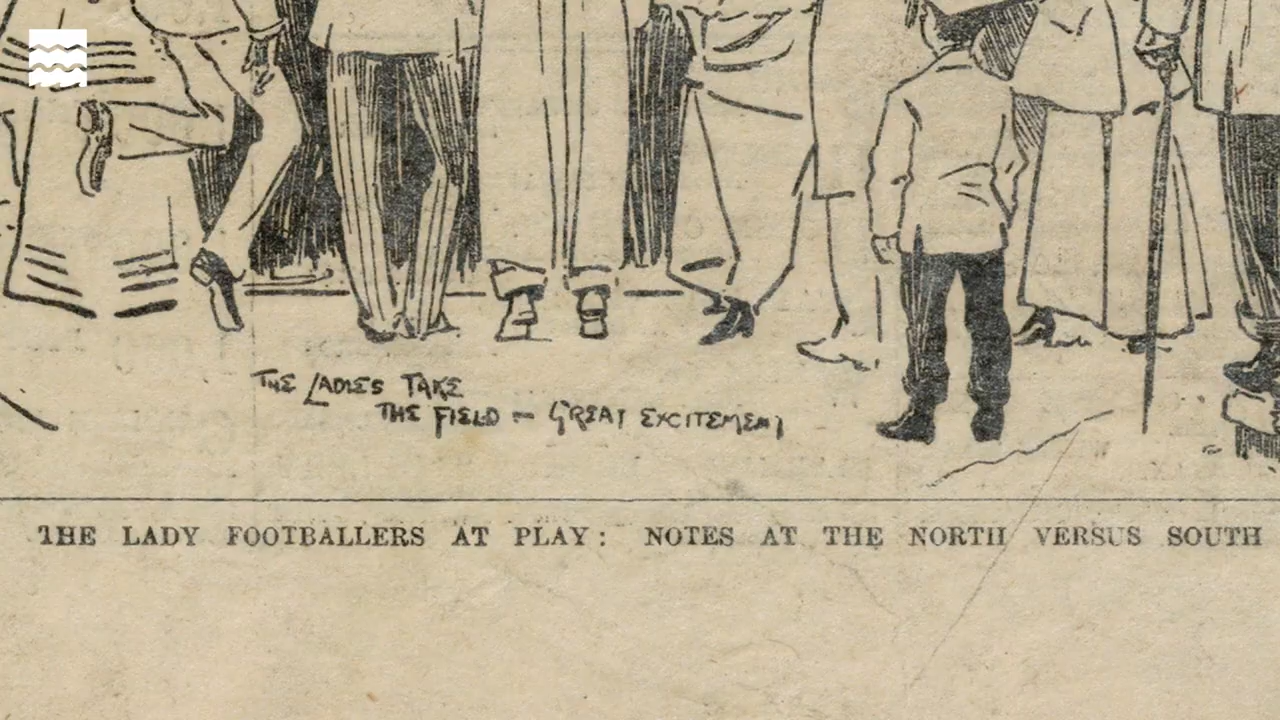 THE LADIES TAKE
THE FIELD — GREAT EXCITEMENT
THE LADY FOOTBALLERS AT PLAY: NOTES AT THE NORTH VERSUS SOUTH